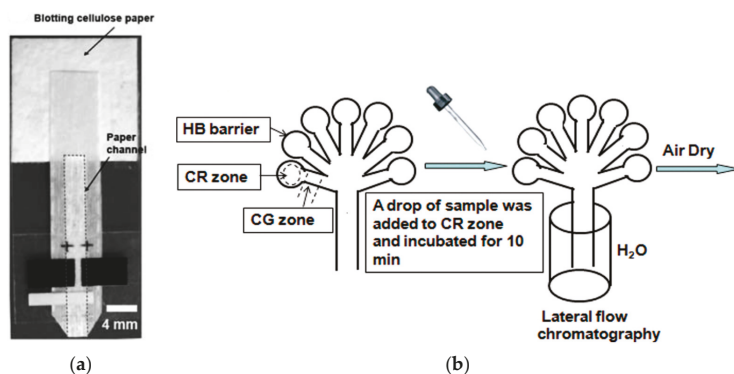 Blotting cellulose paper
Paper
channel
4 mm
(a)
HB barrier
CR zone
CG zone
A drop of sample was
added to CR zone
and incubated for 10
min
Air Dry
H₂O
Lateral flow
chromatography
(b)